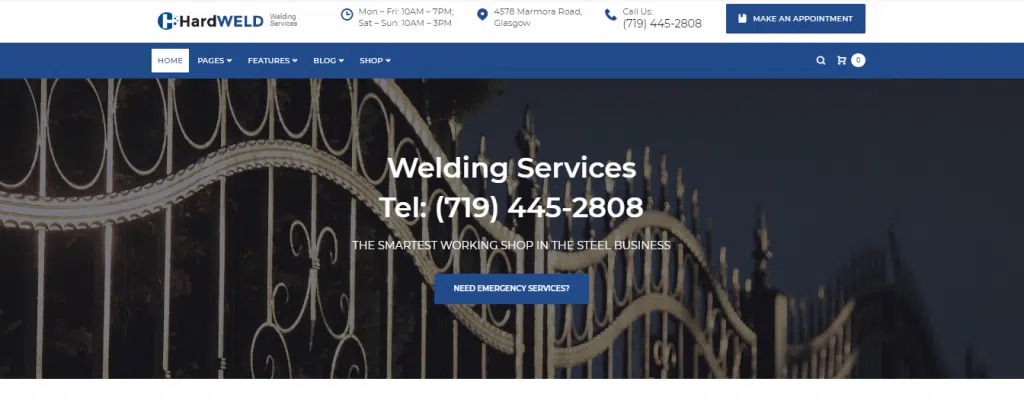 HardWELD
Welding
Services
Mon – Fri: 10AM – 7PM;
Sat – Sun: 10AM – 3PM
4578 Marmora Road,
Glasgow
Call Us:
(719) 445-2808
MAKE AN APPOINTMENT
HOME PAGES FEATURES BLOG SHOP
0
Welding Services
Tel: (719) 445-2808
THE SMARTEST WORKING SHOP IN THE STEEL BUSINESS
NEED EMERGENCY SERVICES?